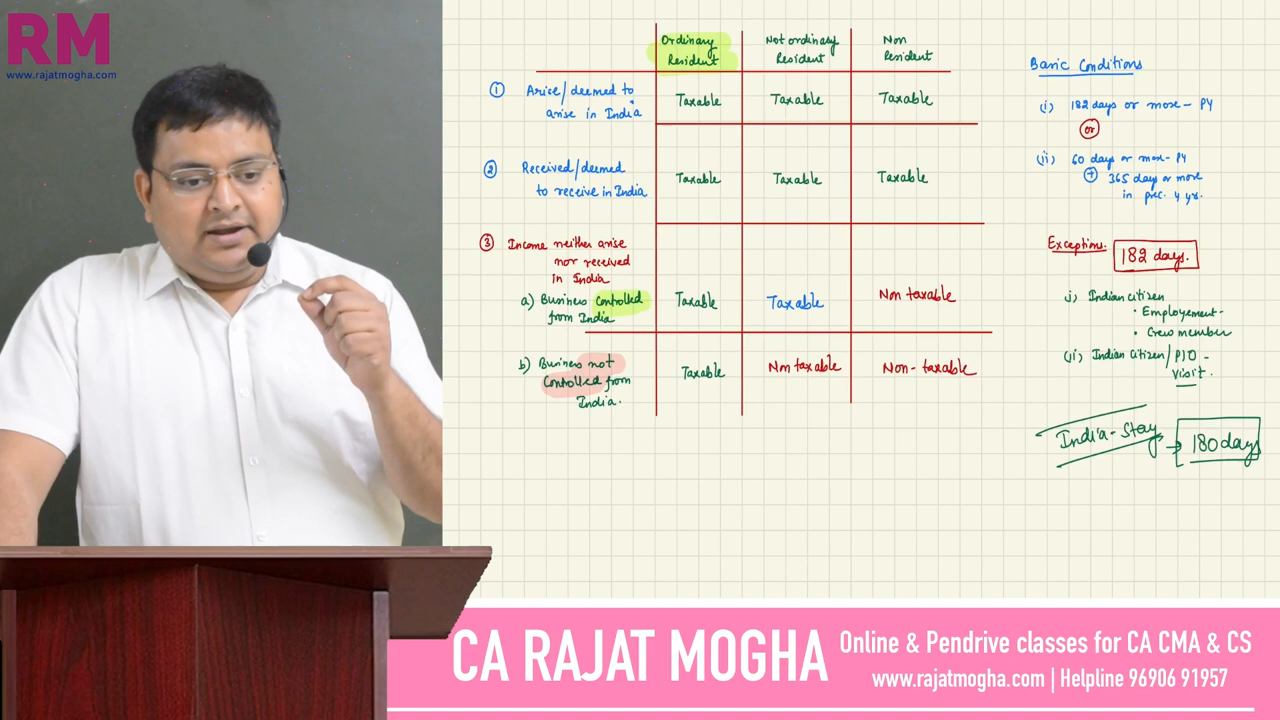 RM
www.rajatmogha.com
Ordinary Resident
Not ordinary Resident
Non Resident
① Arise/deemed to
arise in India
Taxable
Taxable
Taxable
② Received/deemed
to receive in India
Taxable
Taxable
Taxable
③ Income neither arise
nor received
in India
a) Business Controlled
from India
Taxable
Taxable
Non taxable
b) Business not
Controlled from
India.
Taxable
Non taxable
Non-taxable
Basic Conditions
(i) 182 days or more - PY
or
(ii) 60 days or more - PY
+ 365 days or more
in prec. 4 yr.
Exceptions:
182 days.
(i) Indian citizen
• Employement -
• Crew member
(ii) Indian Citizen/PIO -
Visit.
India - Stay → 180 days
CA RAJAT MOGHA
Online & Pendrive classes for CA CMA & CS
www.rajatmogha.com | Helpline 96906 91957